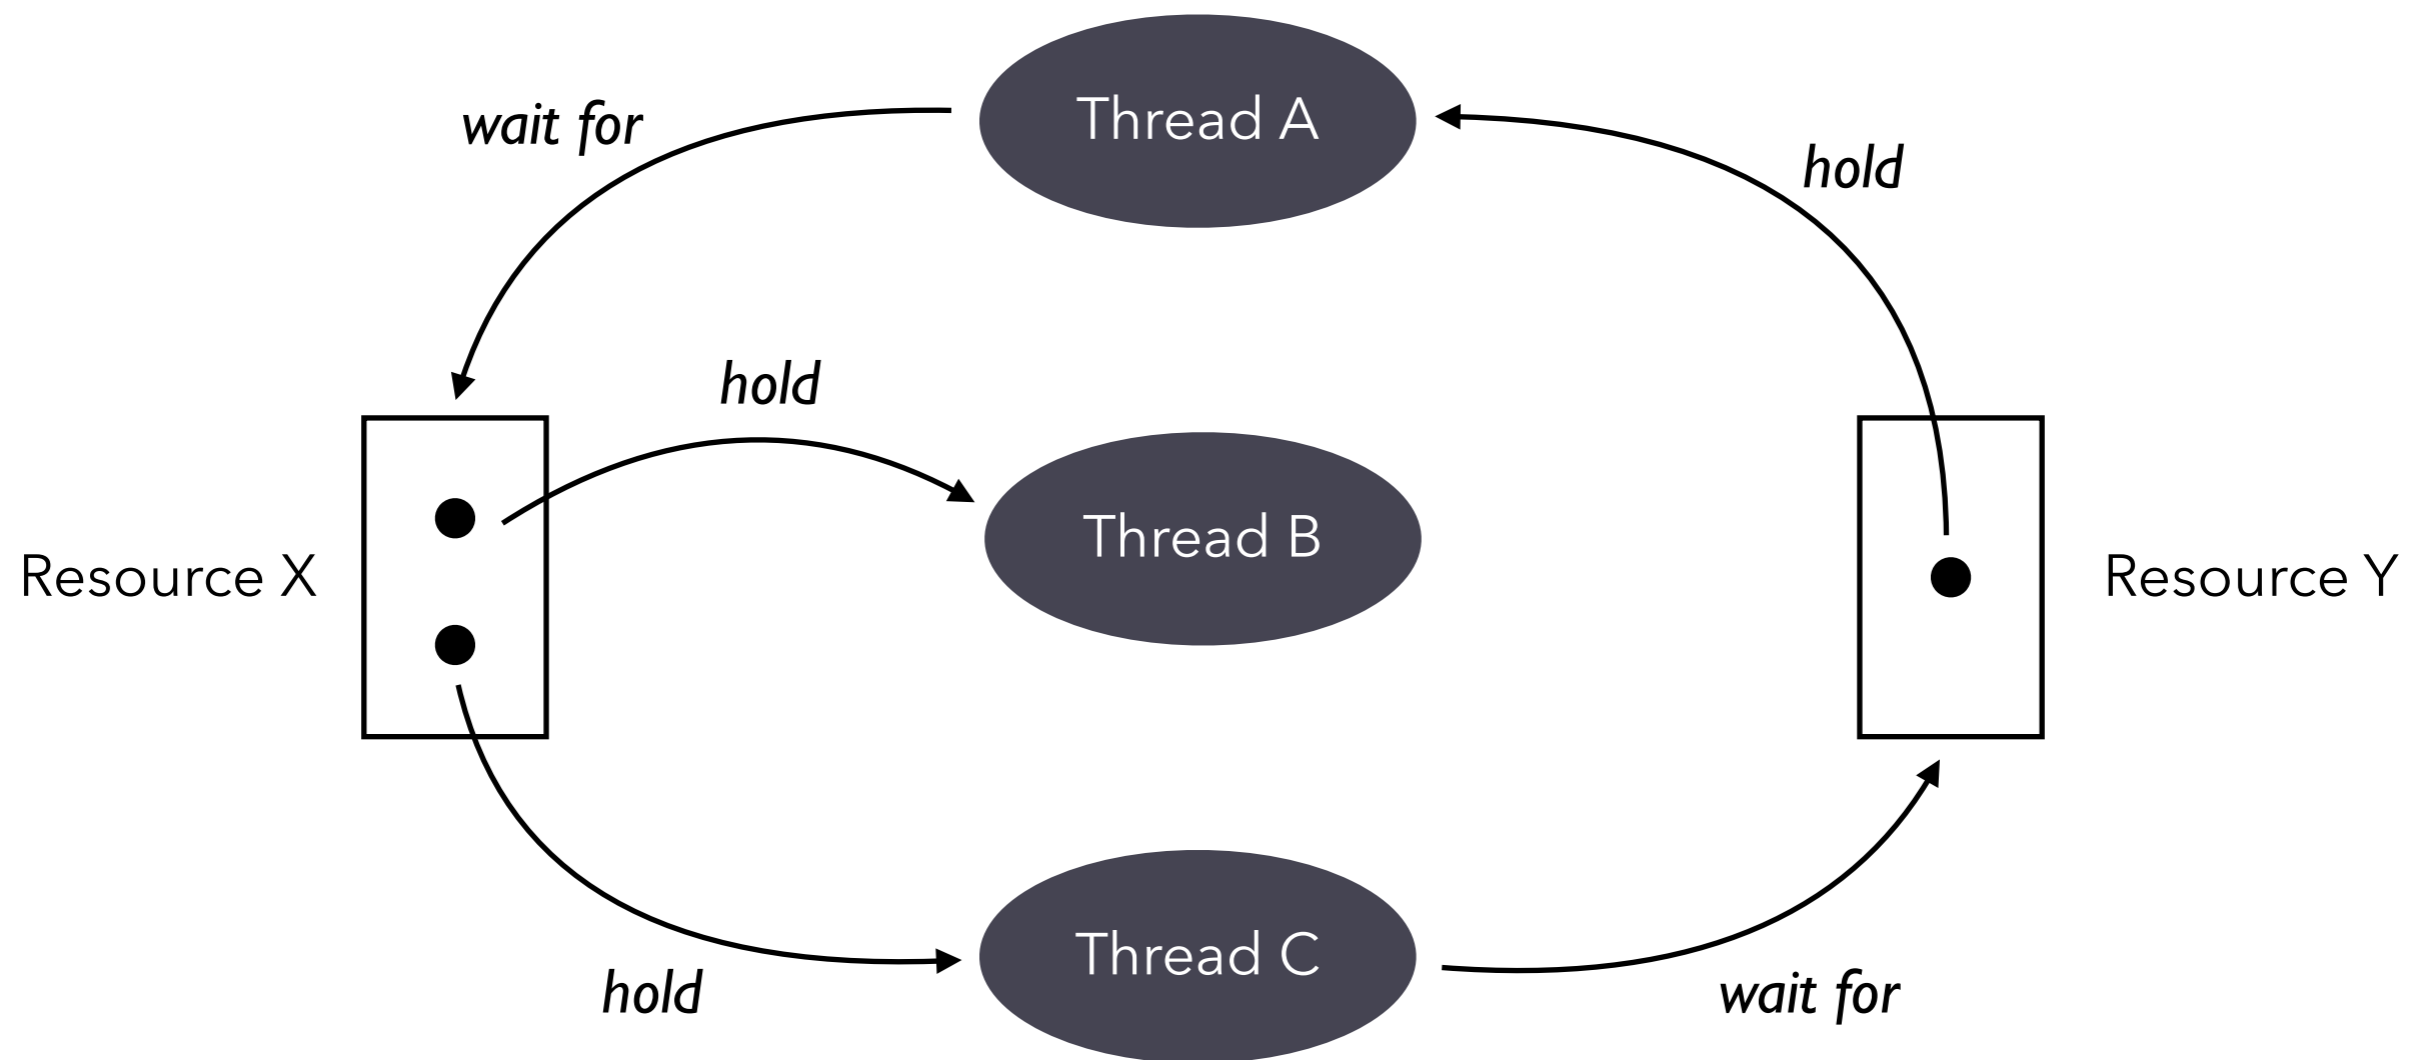 Thread A
wait for
hold
hold
Thread B
Resource X
Resource Y
Thread C
hold
wait for